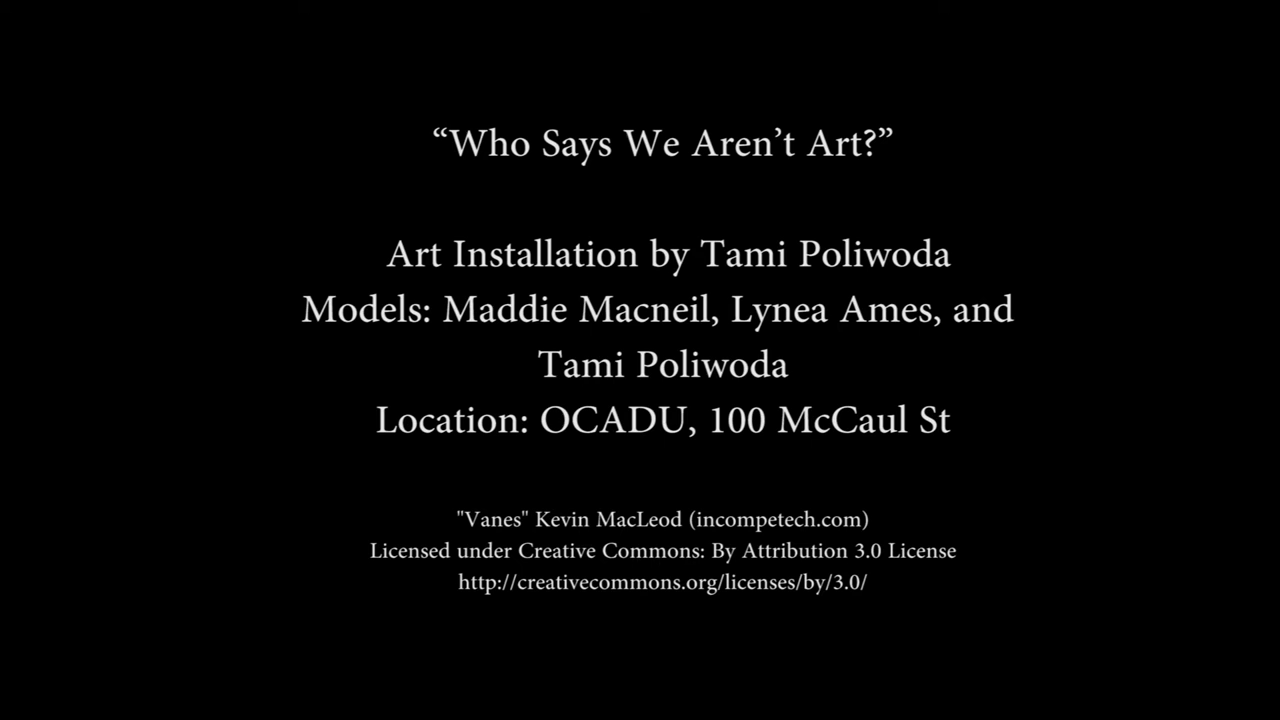 “Who Says We Aren’t Art?”
Art Installation by Tami Poliwoda
Models: Maddie Macneil, Lynea Ames, and
Tami Poliwoda
Location: OCADU, 100 McCaul St
"Vanes" Kevin MacLeod (incompetech.com)
Licensed under Creative Commons: By Attribution 3.0 License
http://creativecommons.org/licenses/by/3.0/